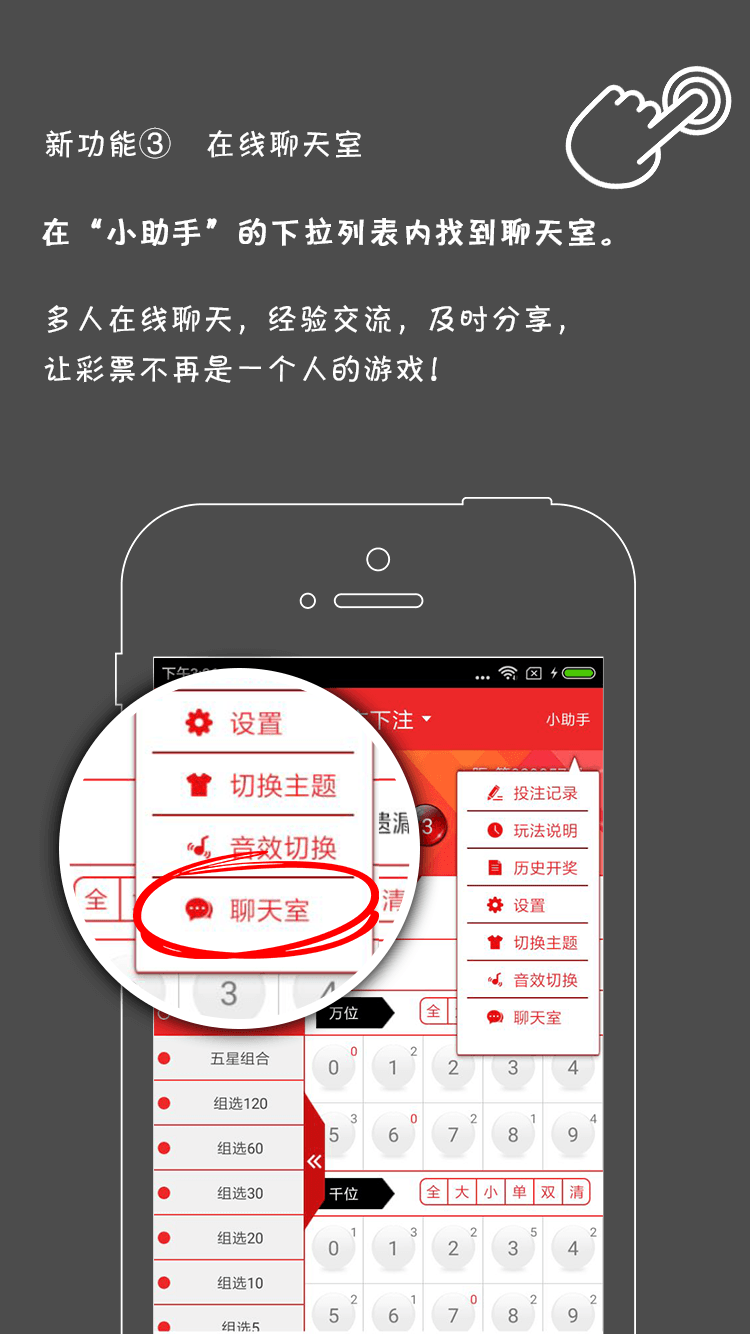 新功能③ 在线聊天室
在“小助手”的下拉列表内找到聊天室。
多人在线聊天，经验交流，及时分享，
让彩票不再是一个人的游戏！
下午
下注
小助手
设置
切换主题
音效切换
聊天室
遗漏
3
全
清
3
4
投注记录
玩法说明
历史开奖
设置
切换主题
音效切换
聊天室
万位
全
五星组合
组选120
组选60
组选30
组选20
组选10
组选5
0 0 1 2 2 3 4
5 3 6 0 7 2 8 1 9 4
千位
全 大 小 单 双 清
0 1 1 3 2 2 3 5 4 2
5 2 6 1 7 0 8 2 9 2